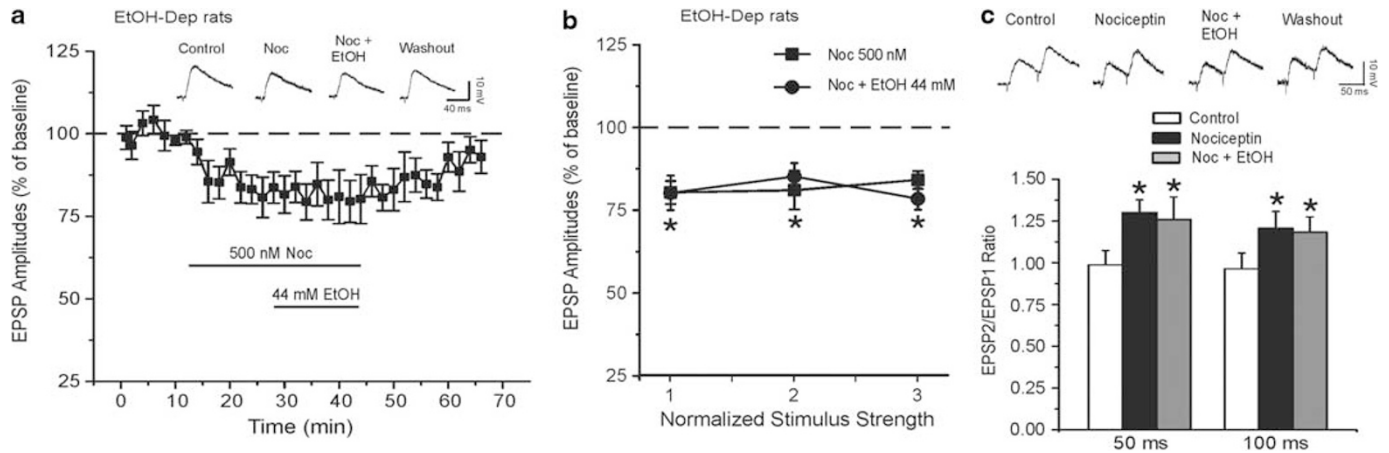 a
EtOH-Dep rats
Control
Noc
Noc +
EtOH
Washout
10 mV
40 ms
EPSP Amplitudes (% of baseline)
125
100
75
50
25
500 nM Noc
44 mM EtOH
0 10 20 30 40 50 60 70
Time (min)
b
EtOH-Dep rats
Noc 500 nM
Noc + EtOH 44 mM
EPSP Amplitudes (% of baseline)
125
100
75
50
25
* * *
1 2 3
Normalized Stimulus Strength
c
Control
Nociceptin
Noc +
EtOH
Washout
10 mV
50 ms
Control
Nociceptin
Noc + EtOH
EPSP2/EPSP1 Ratio
1.50
1.25
1.00
0.75
0.50
0.25
0.00
* * * *
50 ms 100 ms